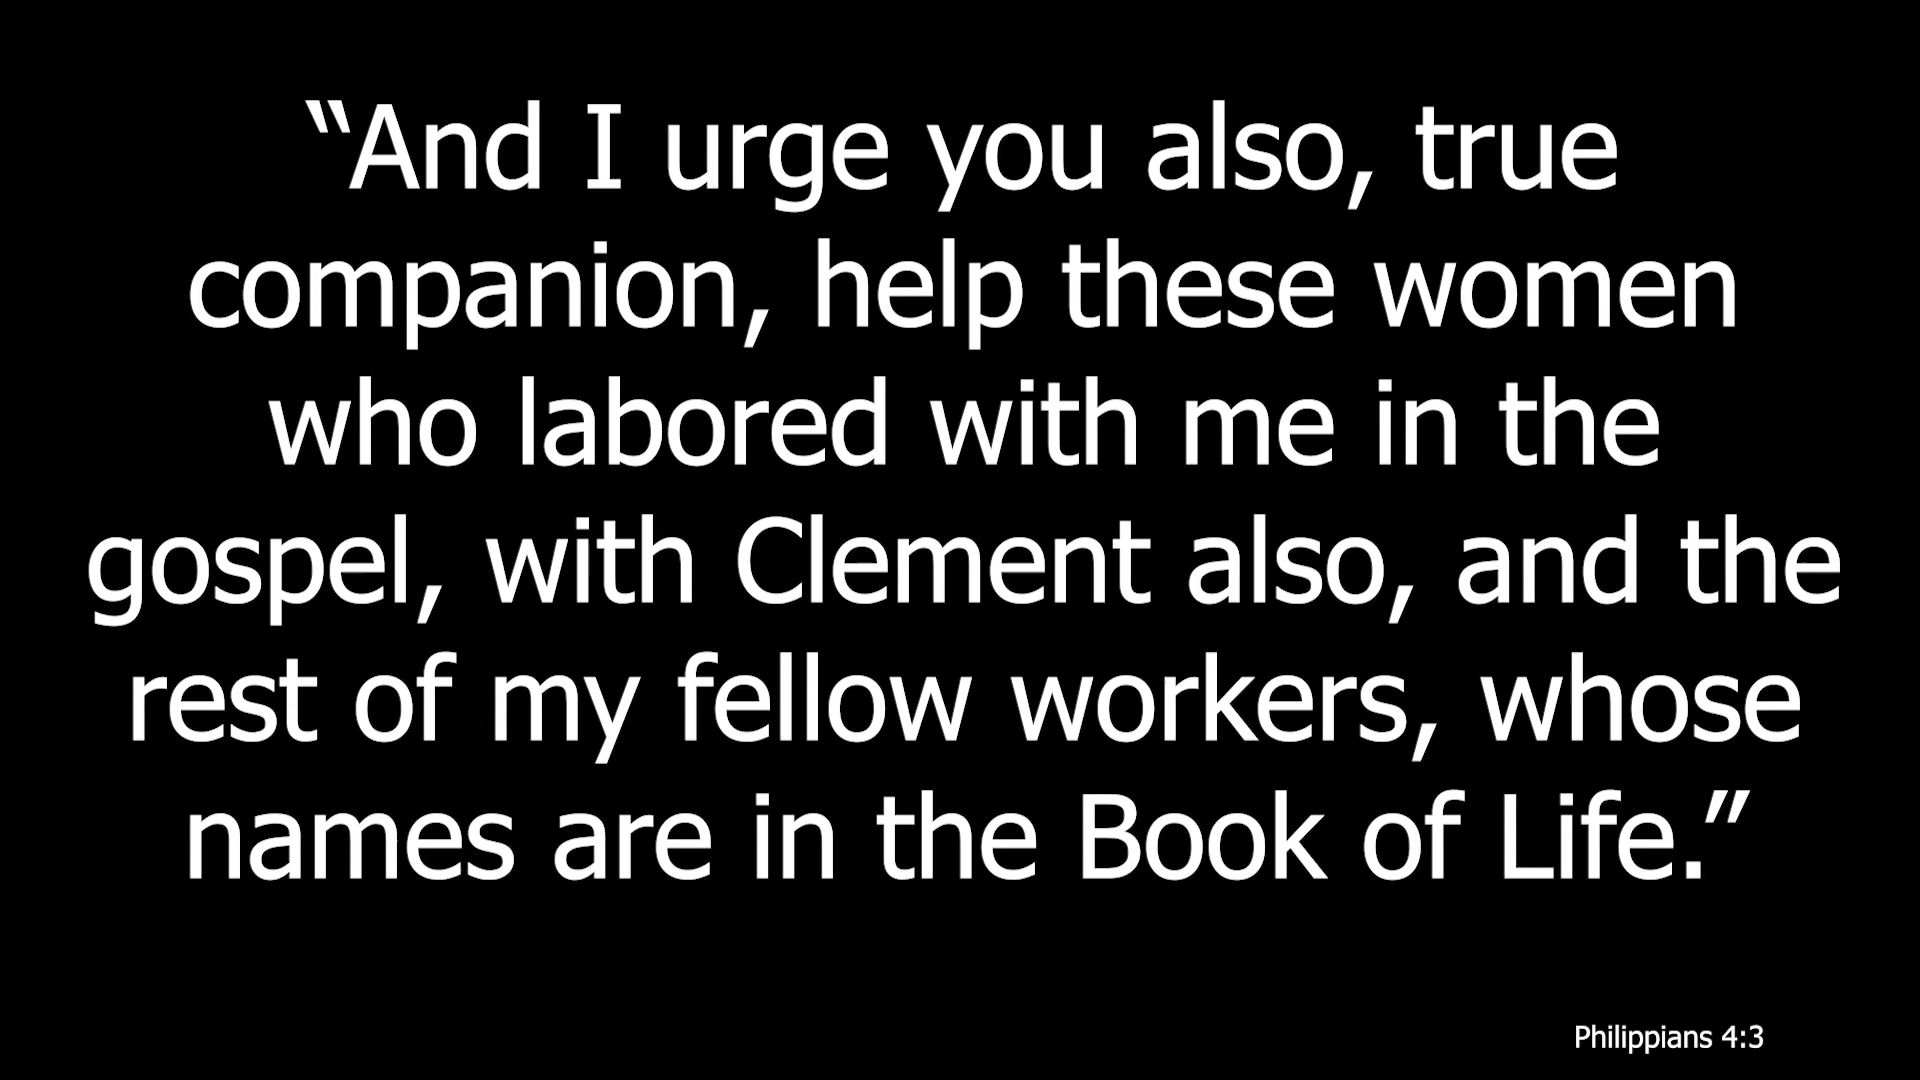 “And I urge you also, true
companion, help these women
who labored with me in the
gospel, with Clement also, and the
rest of my fellow workers, whose
names are in the Book of Life.”
Philippians 4:3